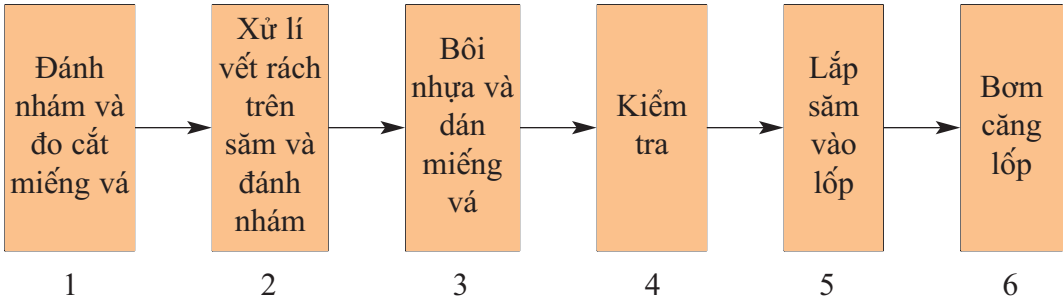 Đánh
nhám và
đo cắt
miếng vá
Xử lí
vết rách
trên
săm và
đánh
nhám
Bôi
nhựa và
dán
miếng
vá
Kiểm
tra
Lắp
săm
vào
lốp
Bơm
căng
lốp
1
2
3
4
5
6